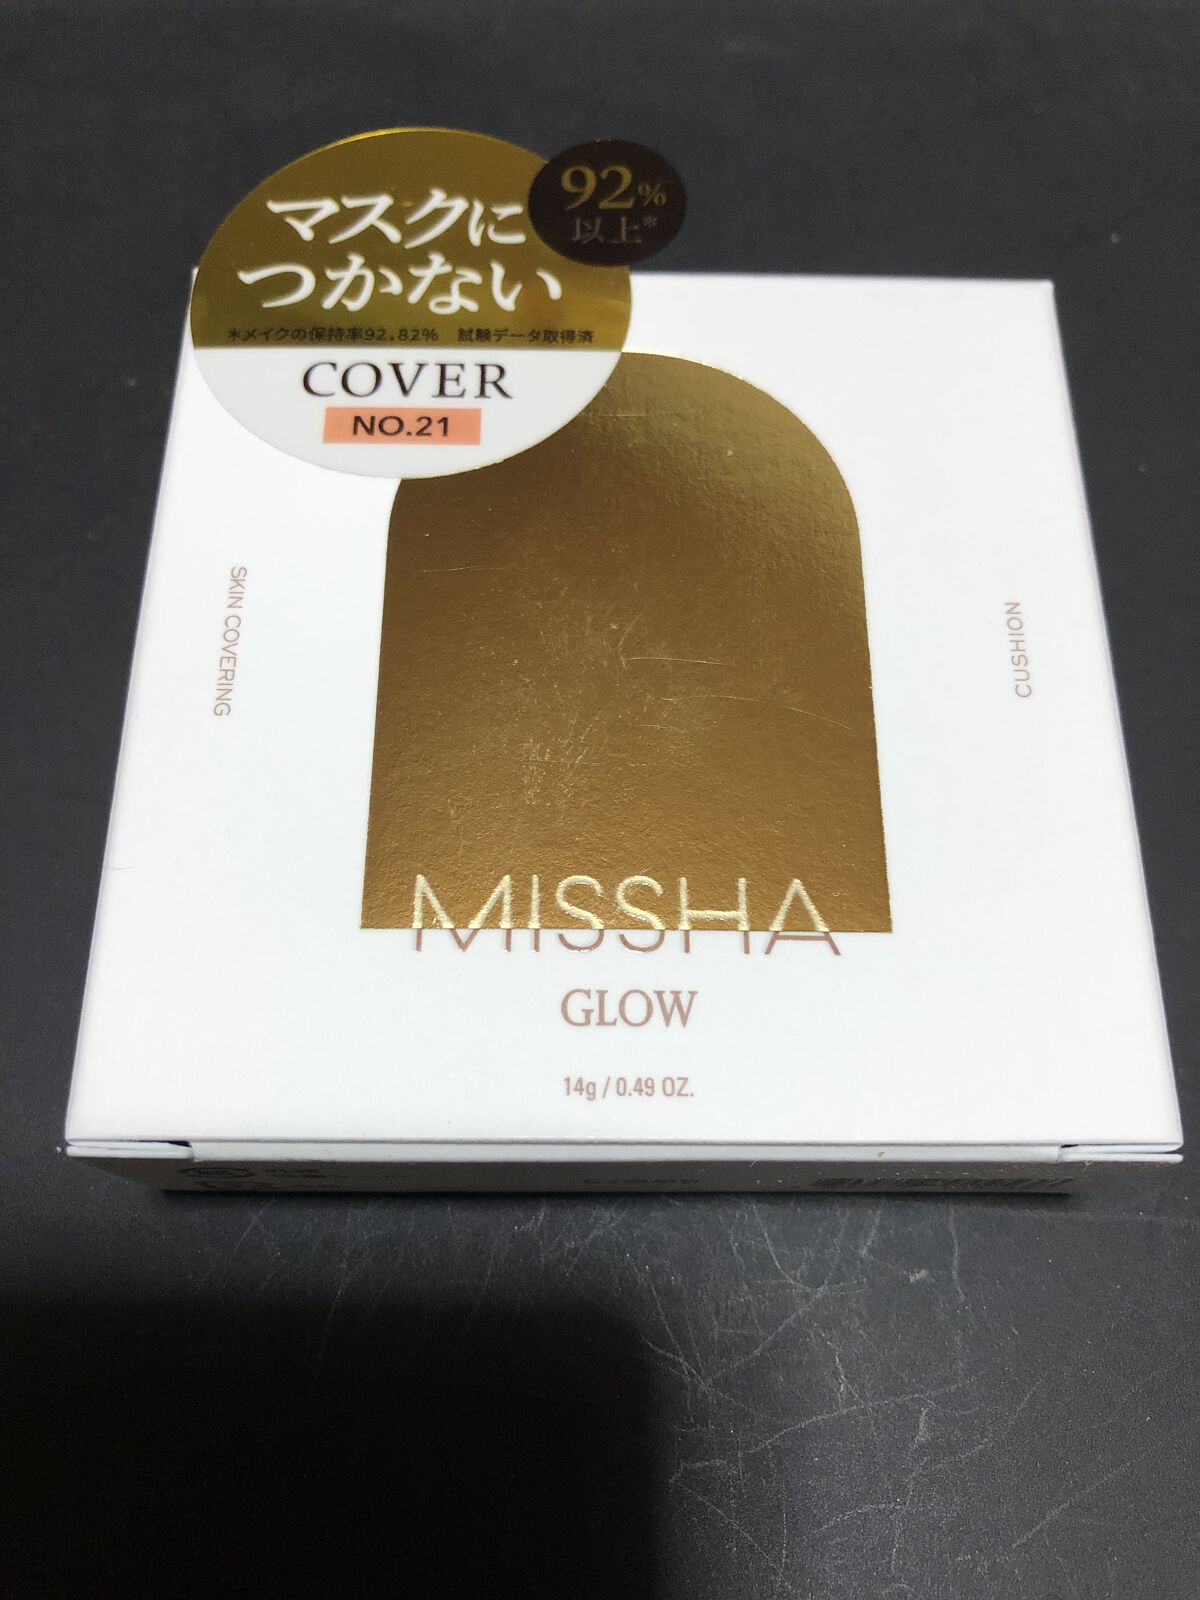 92%
以上*
マスクに
つかない
*メイクの保持率92.82% 試験データ取得済
COVER
NO.21
SKIN COVERING
CUSHION
MISSHA
GLOW
14g / 0.49 OZ.